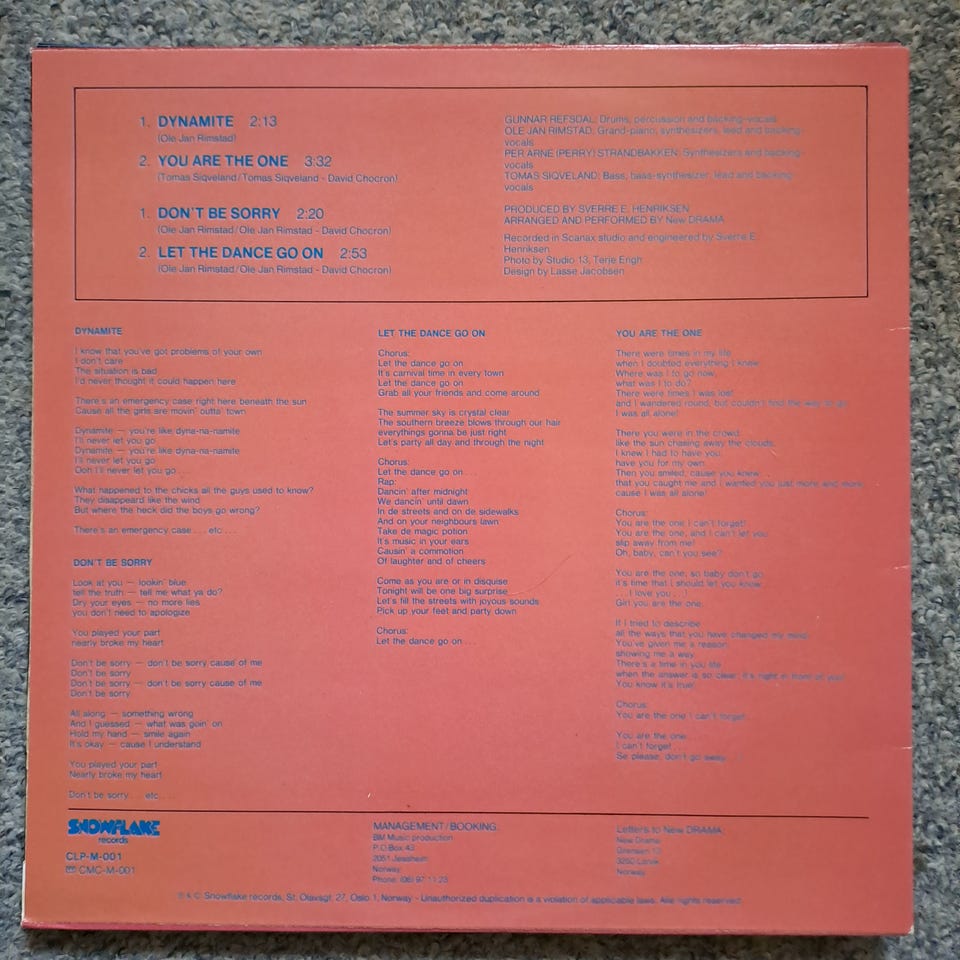 1. DYNAMITE 2:13
(Ole Jan Rimstad)
2. YOU ARE THE ONE 3:32
(Tomas Siqveland/Tomas Siqveland - David Chocron)
1. DON'T BE SORRY 2:20
(Ole Jan Rimstad/Ole Jan Rimstad - David Chocron)
2. LET THE DANCE GO ON 2:53
(Ole Jan Rimstad/Ole Jan Rimstad - David Chocron)
GUNNAR REFSDAL: Drums, percussion and backing-vocals
OLE JAN RIMSTAD: Grand-piano, synthesizers, lead and backing-
vocals
PER ARNE (PERRY) STRANDBAKKEN: Synthesizers and backing-
vocals
TOMAS SIQVELAND: Bass, bass-synthesizer, lead and backing-
vocals
PRODUCED BY SVERRE E. HENRIKSEN
ARRANGED AND PERFORMED BY New DRAMA
Recorded in Scanax studio and engineered by Sverre E.
Henriksen
Photo by Studio 13, Terje Engh
Design by Lasse Jacobsen
DYNAMITE
I know that you've got problems of your own
I don't care
The situation is bad
I'd never thought it could happen here
There's an emergency case right here beneath the sun
Cause all the girls are movin' outta' town
Dynamite — you're like dyna-na-namite
I'll never let you go
Dynamite — you're like dyna-na-namite
I'll never let you go
Ooh I'll never let you go ...
What happened to the chicks all the guys used to know?
They disappeard like the wind
But where the heck did the boys go wrong?
There's an emergency case ... etc ...
DON'T BE SORRY
Look at you — lookin' blue
tell the truth — tell me what ya do?
Dry your eyes — no more lies
you don't need to apologize
You played your part
nearly broke my heart
Don't be sorry — don't be sorry cause of me
Don't be sorry
Don't be sorry — don't be sorry cause of me
Don't be sorry
All along — something wrong
And I guessed — what was goin' on
Hold my hand — smile again
It's okay — cause I understand
You played your part
Nearly broke my heart
Don't be sorry ... etc ...
LET THE DANCE GO ON
Chorus:
Let the dance go on
It's carnival time in every town
Let the dance go on
Grab all your friends and come around
The summer sky is crystal clear
The southern breeze blows through our hair
everythings gonna be just right
Let's party all day and through the night
Chorus:
Let the dance go on ...
Rap:
Dancin' after midnight
We dancin' until dawn
In de streets and on de sidewalks
And on your neighbours lawn
Take de magic potion
It's music in your ears
Causin' a commotion
Of laughter and of cheers
Come as you are or in disquise
Tonight will be one big surprise
Let's fill the streets with joyous sounds
Pick up your feet and party down
Chorus:
Let the dance go on ...
YOU ARE THE ONE
There were times in my life
when I doubted everything I knew
Where was I to go now,
what was I to do?
There were times I was lost
and I wandered round, but couldn't find the way to go
I was all alone!
There you were in the crowd
like the sun chasing away the clouds
I knew I had to have you,
have you for my own
Then you smiled, cause you knew ...
that you caught me and I wanted you just more and more
cause I was all alone!
Chorus:
You are the one I can't forget!
You are the one, and I can't let you
slip away from me!
Oh, baby, can't you see?
You are the one, so baby don't go
it's time that I should let you know
... I love you ...!
Girl you are the one.
If I tried to describe
all the ways that you have changed my mind
You've given me a reason,
showing me a way
There's a time in you life
when the answer is so clear, it's right in front of you!
You know it's true!
Chorus:
You are the one I can't forget ...
You are the one ...
I can't forget ...
So please, don't go away ...
SNOWFLAKE
records
CLP-M-001
CMC-M-001
MANAGEMENT/BOOKING:
BM Music production
P.O.Box 43
2051 Jessheim
Norway
Phone: (06) 97 11 23
Letters to New DRAMA:
New Drama
3250 Larvik
Norway
℗ & © Snowflake records, St. Olavsgt. 27, Oslo 1, Norway - Unauthorized duplication is a violation of applicable laws. Alle rights reserved.